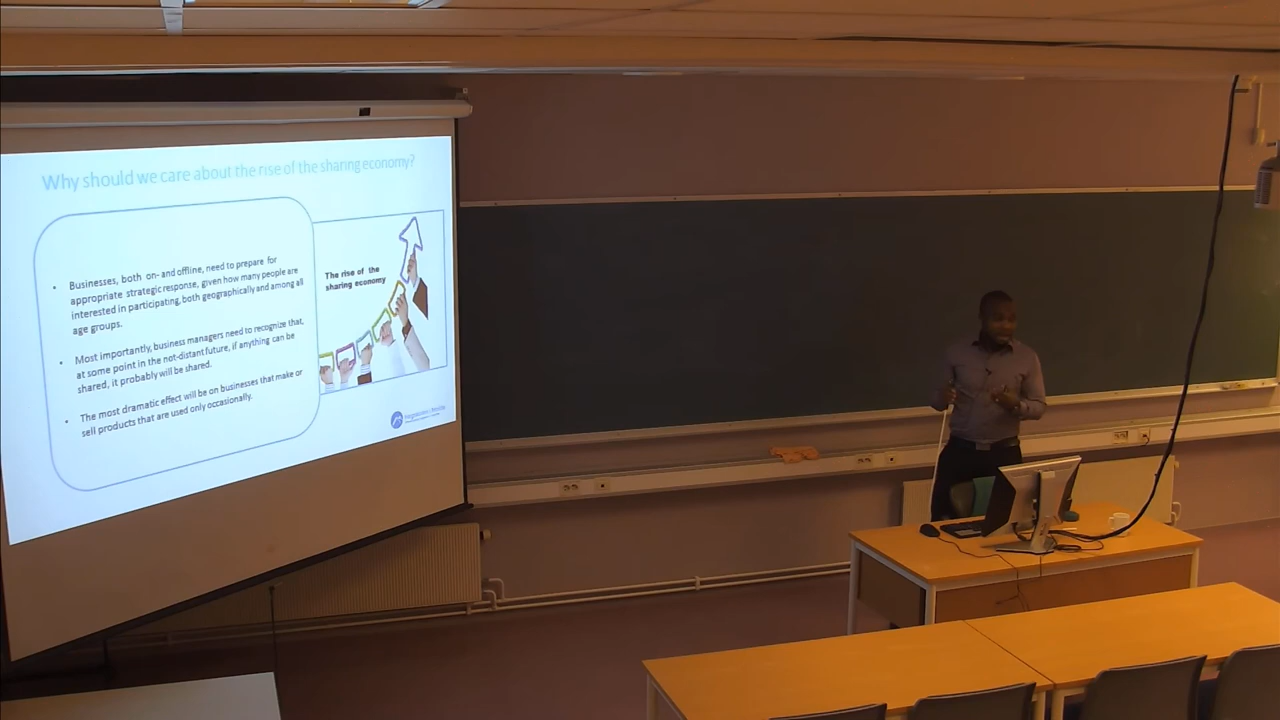 Why should we care about the rise of the sharing economy?
Businesses, both on- and offline, need to prepare for
appropriate strategic response, given how many people are
interested in participating, both geographically and among all
age groups.
Most importantly, business managers need to recognize that,
at some point in the not-distant future, if anything can be
shared, it probably will be shared.
The most dramatic effect will be on businesses that make or
sell products that are used only occasionally.
The rise of the
sharing economy